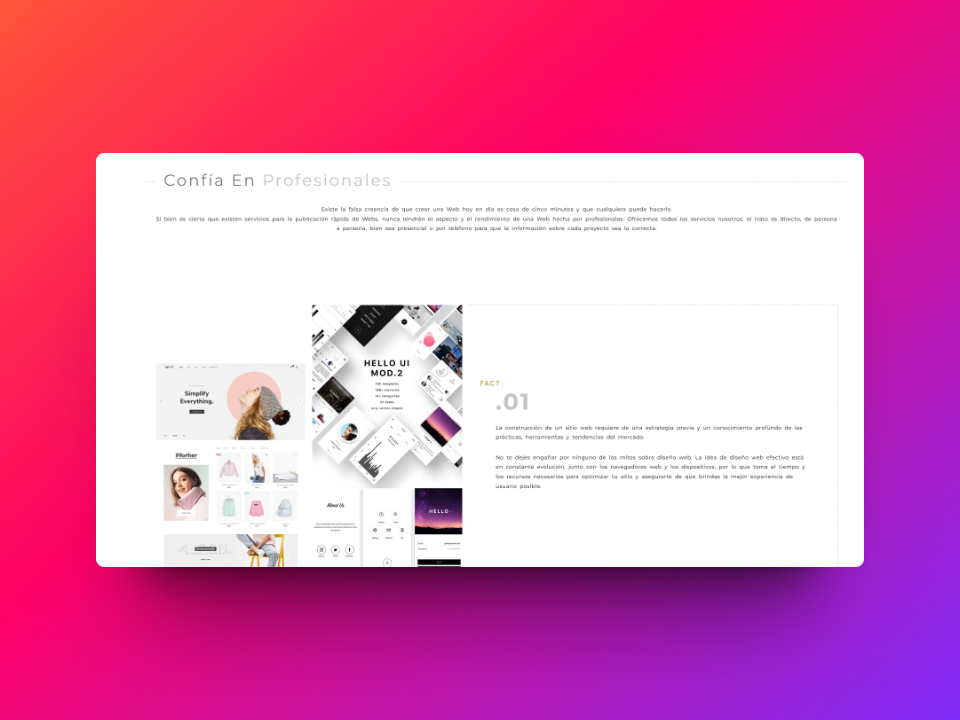 Confía En Profesionales
Existe la falsa creencia de que crear una Web hoy en día es cosa de cinco minutos y que cualquiera puede hacerlo.
Si bien es cierto que existen servicios para la publicación rápida de Webs, nunca tendrán el aspecto y el rendimiento de una Web hecha por profesionales. Ofrecemos todos los servicios nosotros, el trato es directo, de persona
a persona, bien sea presencial o por teléfono para que la información sobre cada proyecto sea la correcta.
HELLO UI
MOD.2
Simplify
Everything.
#forher
About Us.
HELLO
FACT
.01
La construcción de un sitio web requiere de una estrategia previa y un conocimiento profundo de las
prácticas, herramientas y tendencias del mercado.
No te dejes engañar por ninguno de los mitos sobre diseño web. La idea de diseño web efectivo está
en constante evolución, junto con los navegadores web y los dispositivos, por lo que toma el tiempo y
los recursos necesarios para optimizar tu sitio y asegurarte de que brindas la mejor experiencia de
usuario posible.